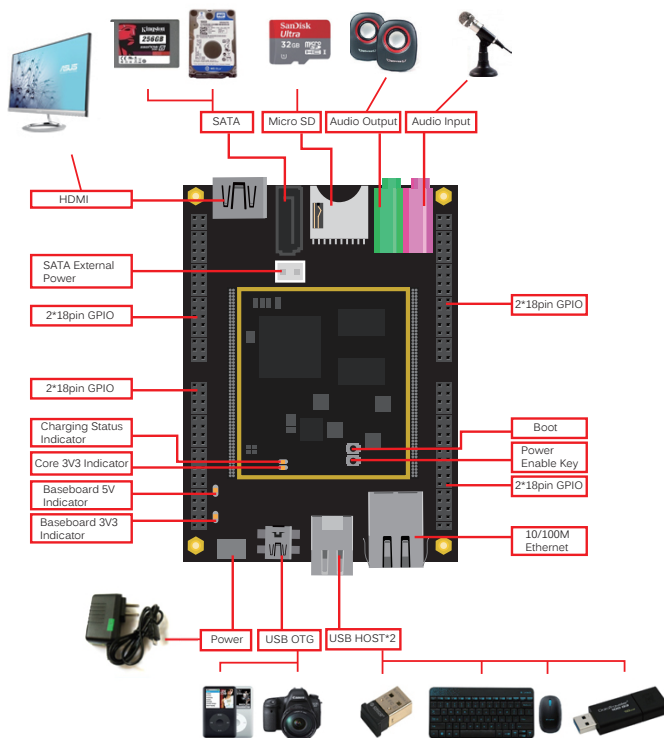 Kingston
256GB
WD
SanDisk
Ultra
32GB
ASUS
SATA
Micro SD
Audio Output
Audio Input
HDMI
SATA External
Power
2*18pin GPIO
2*18pin GPIO
2*18pin GPIO
Charging Status
Indicator
Boot
Core 3V3 Indicator
Power
Enable Key
Baseboard 5V
Indicator
2*18pin GPIO
Baseboard 3V3
Indicator
10/100M
Ethernet
Power
USB OTG
USB HOST*2